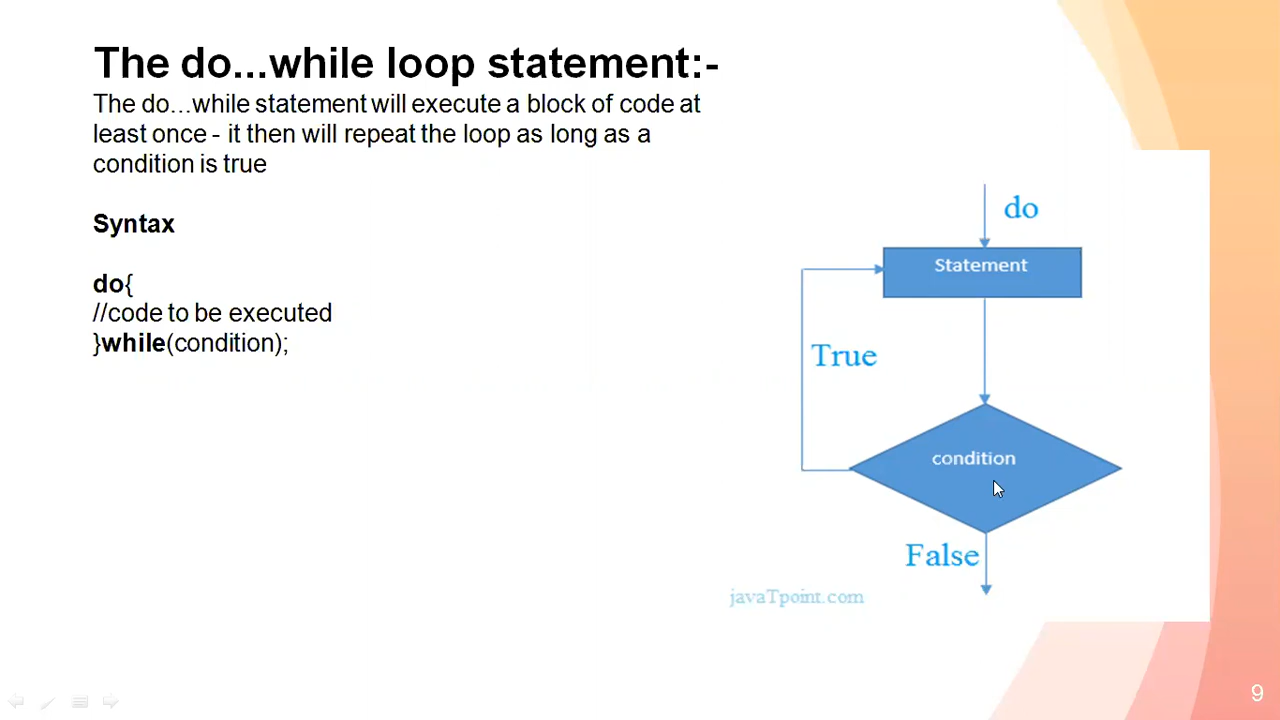 The do...while loop statement:-
The do...while statement will execute a block of code at
least once - it then will repeat the loop as long as a
condition is true
Syntax
do{
//code to be executed
}while(condition);
do
Statement
True
condition
False
javaTpoint.com
9